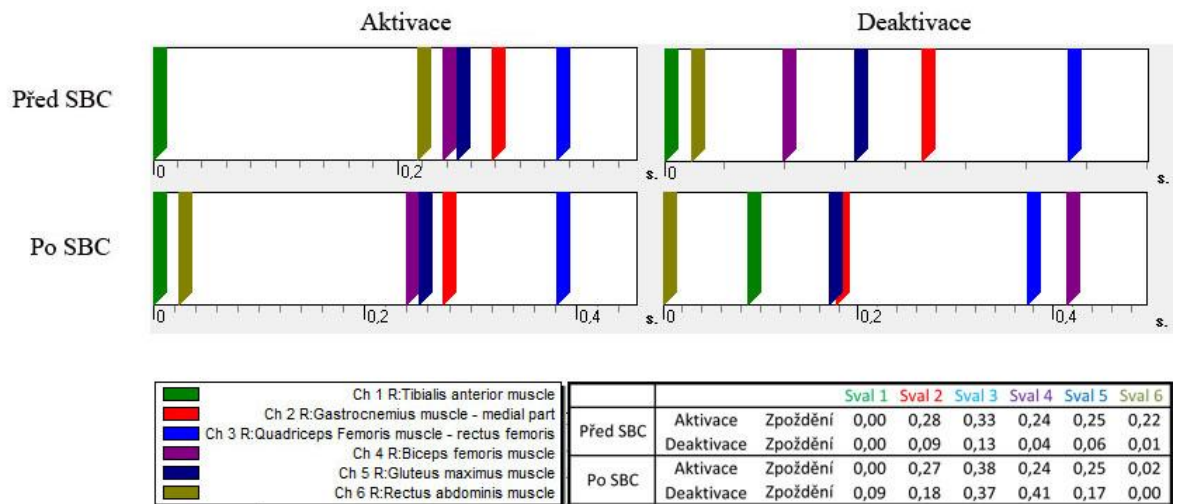 Aktivace Deaktivace
Před SBC
0 0,2 s. 0 s.
Po SBC
0 0,2 0,4 s. 0 0,2 0,4 s.
Ch 1 R:Tibialis anterior muscle
Ch 2 R:Gastrocnemius muscle - medial part
Ch 3 R:Quadriceps Femoris muscle - rectus femoris
Ch 4 R:Biceps femoris muscle
Ch 5 R:Gluteus maximus muscle
Ch 6 R:Rectus abdominis muscle
Sval 1 Sval 2 Sval 3 Sval 4 Sval 5 Sval 6
Před SBC Aktivace Zpoždění 0,00 0,28 0,33 0,24 0,25 0,22
Deaktivace Zpoždění 0,00 0,09 0,13 0,04 0,06 0,01
Po SBC Aktivace Zpoždění 0,00 0,27 0,38 0,24 0,25 0,02
Deaktivace Zpoždění 0,09 0,18 0,37 0,41 0,17 0,00